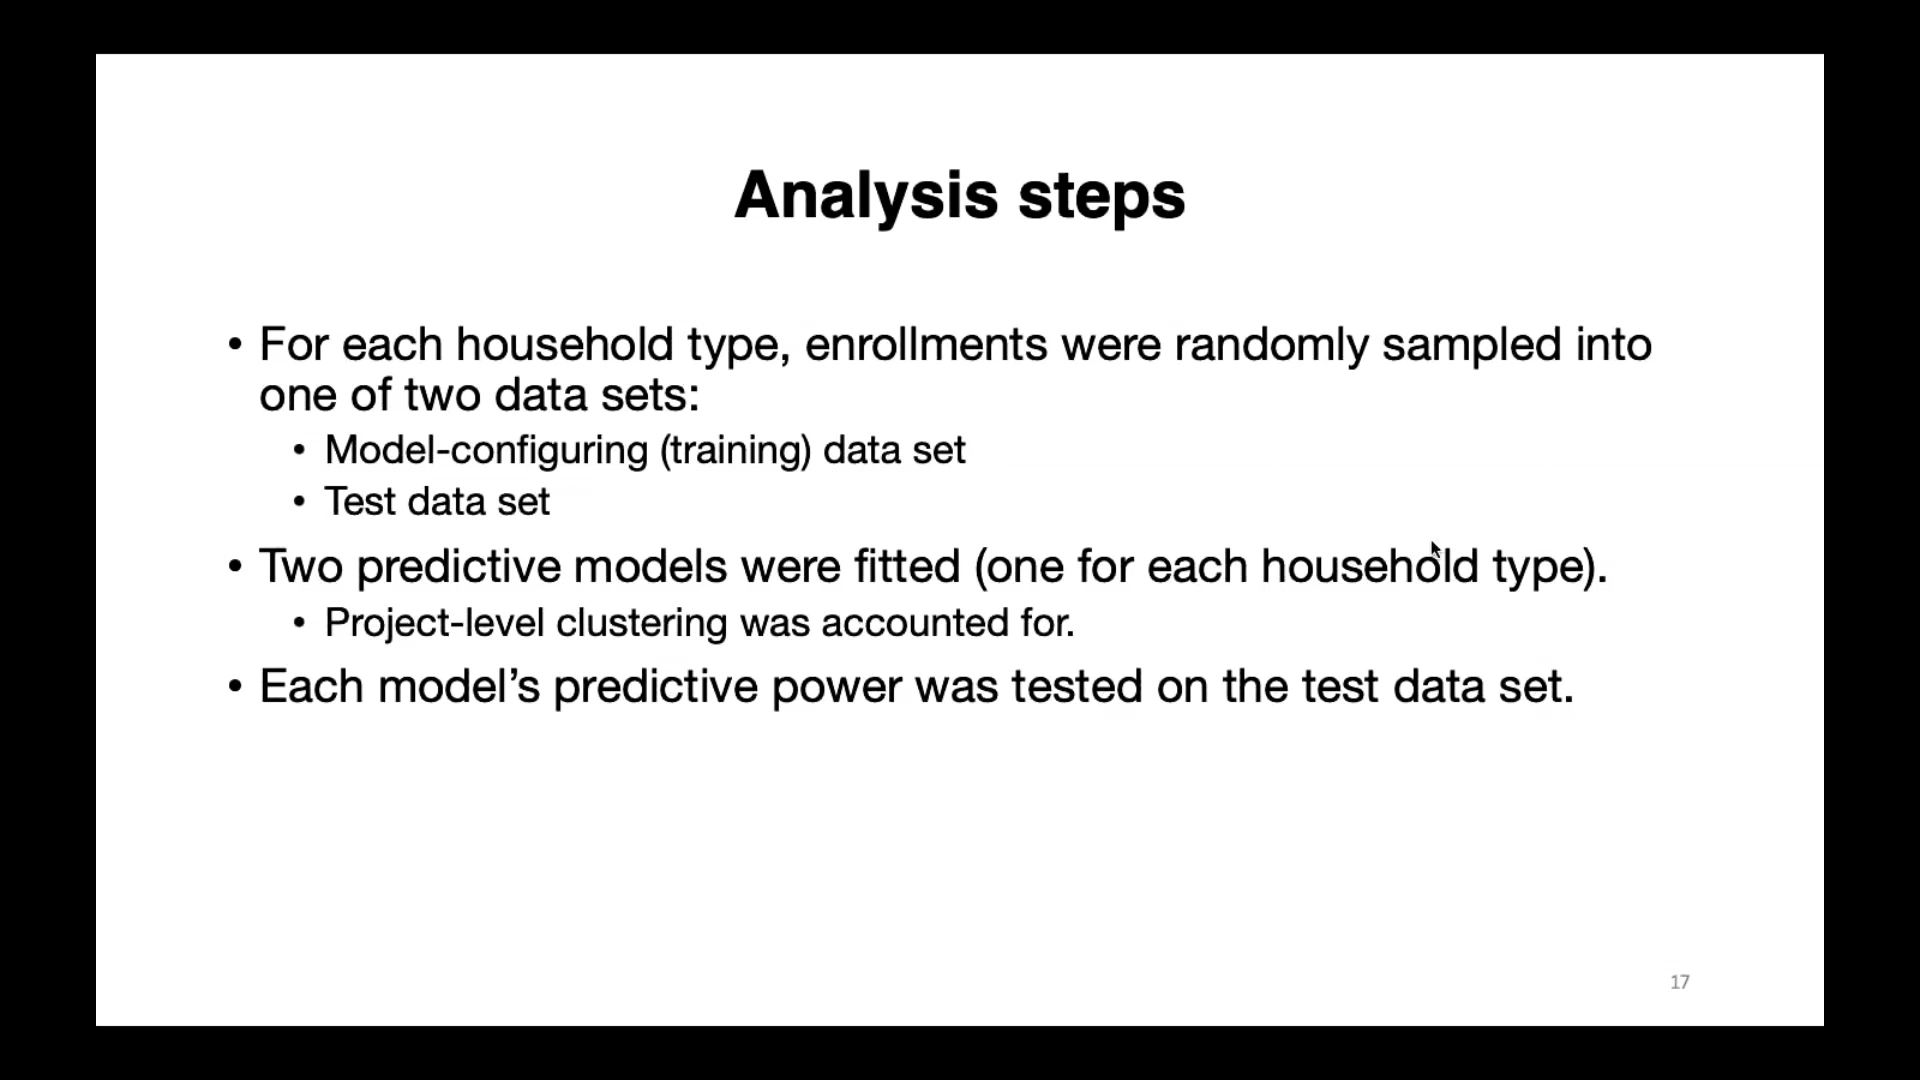 Analysis steps
• For each household type, enrollments were randomly sampled into
one of two data sets:
• Model-configuring (training) data set
• Test data set
• Two predictive models were fitted (one for each household type).
• Project-level clustering was accounted for.
• Each model’s predictive power was tested on the test data set.
17